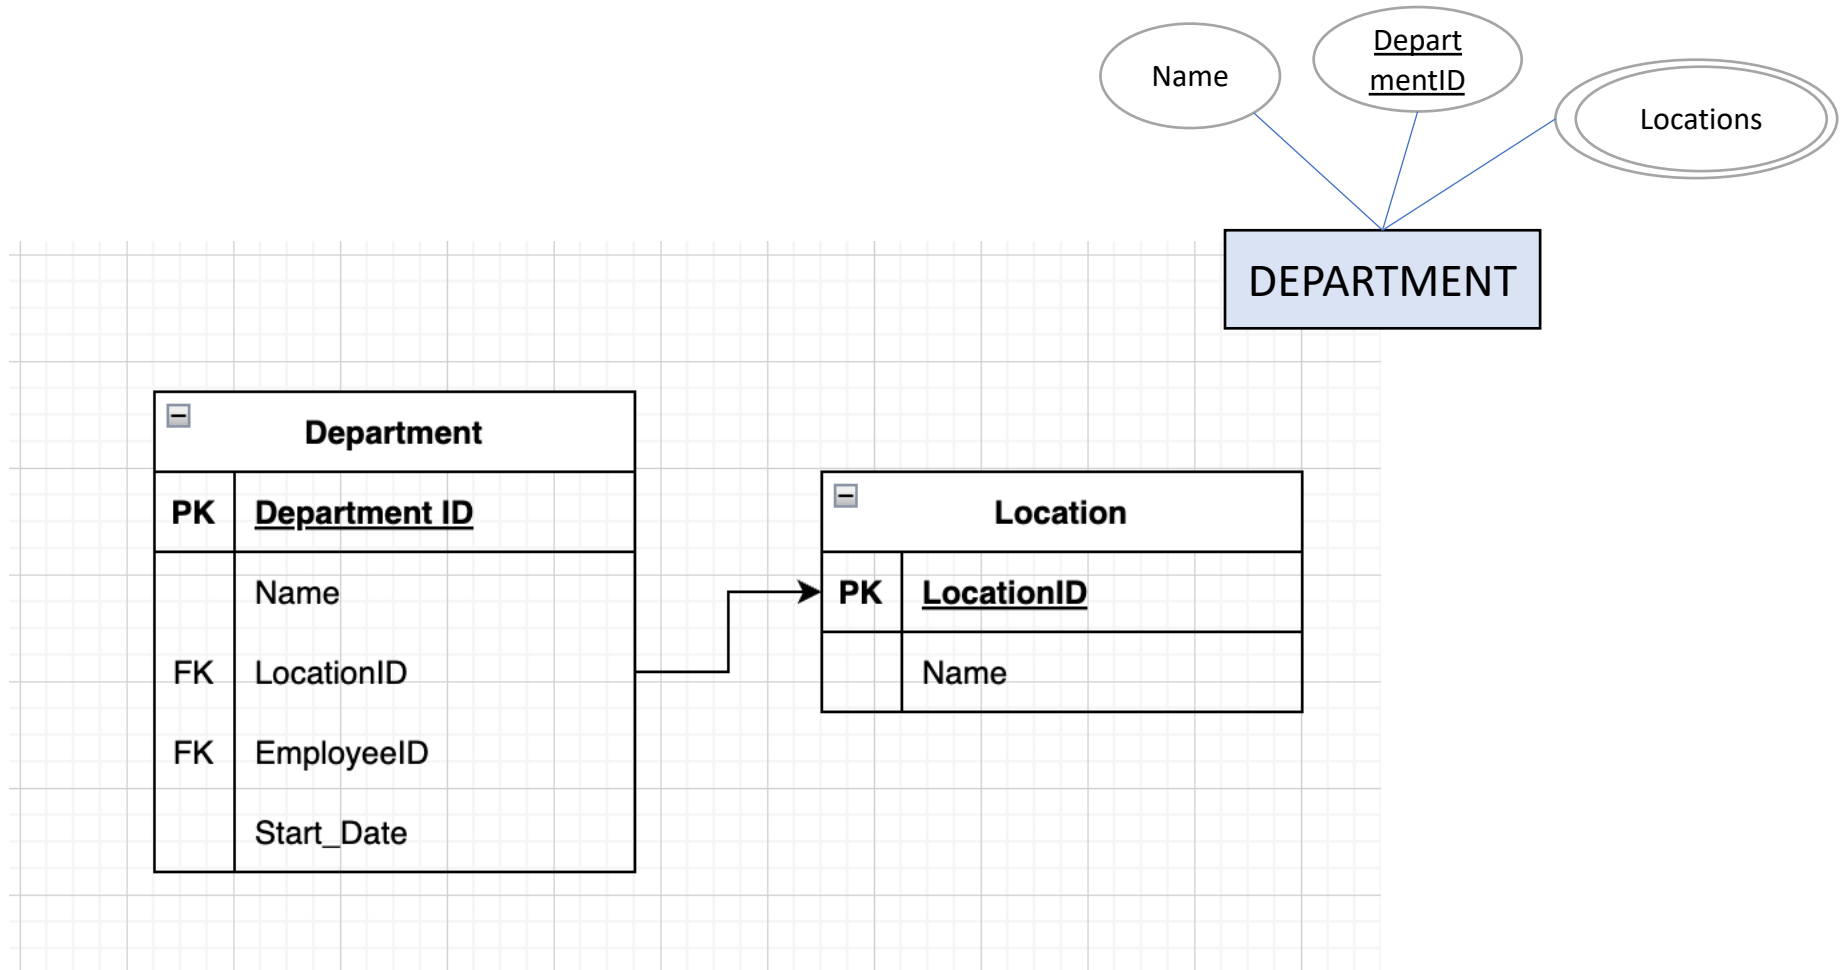 Name
Depart
mentID
Locations
DEPARTMENT
Department
PK Department ID
Name
FK LocationID
FK EmployeeID
Start_Date
Location
PK LocationID
Name